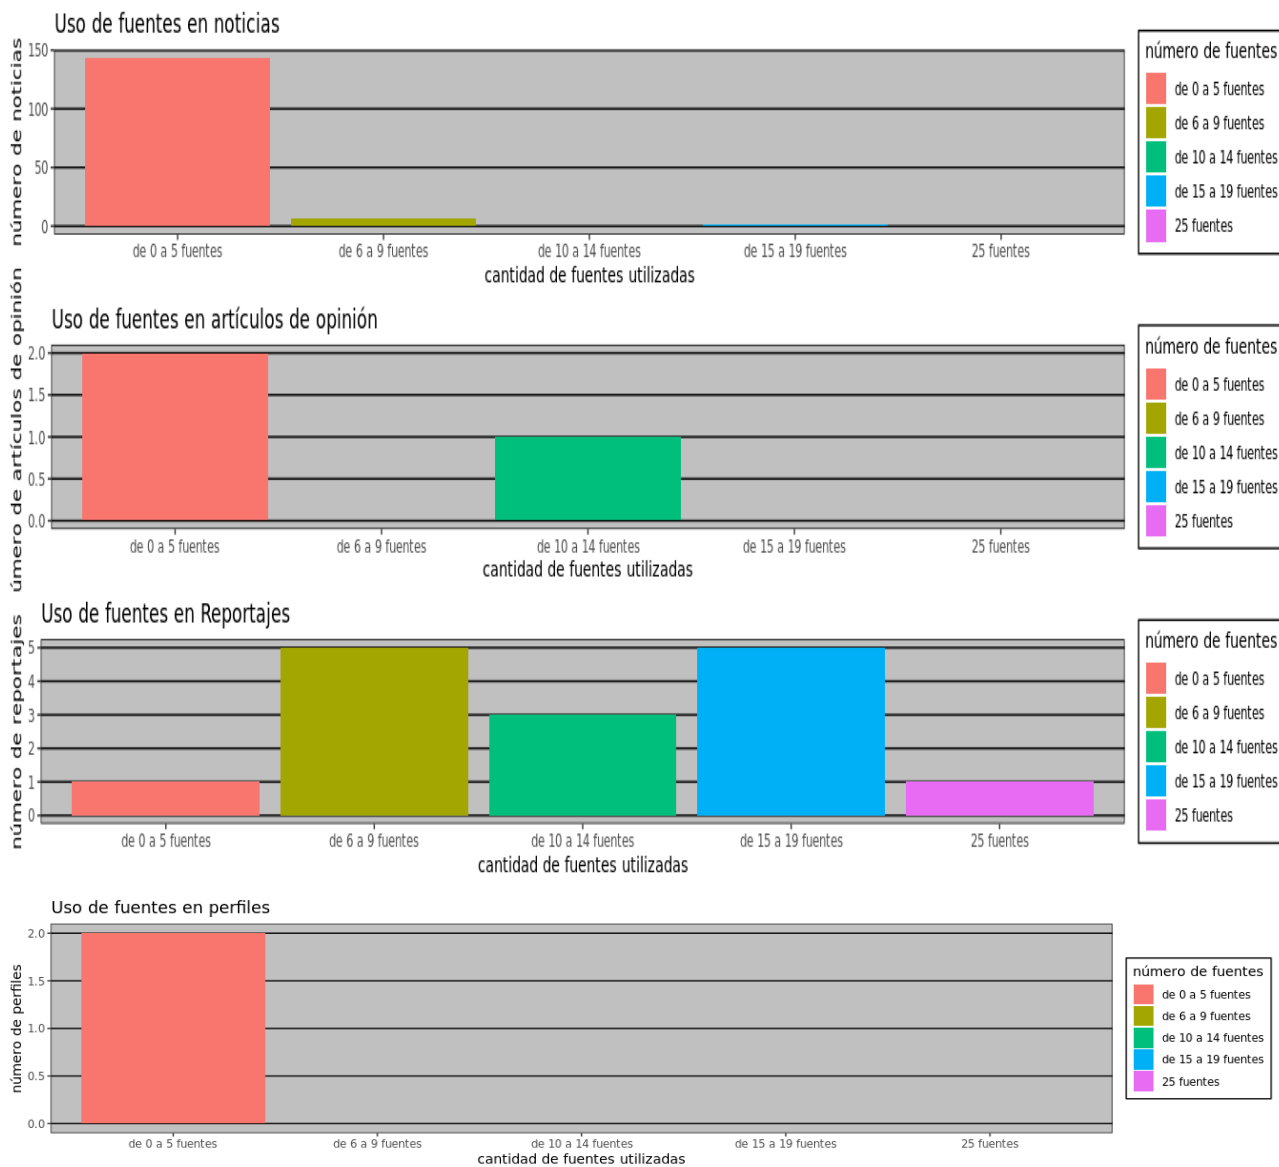 Uso de fuentes en noticias
número de noticias
150
100
50
0
de 0 a 5 fuentes
de 6 a 9 fuentes
de 10 a 14 fuentes
de 15 a 19 fuentes
25 fuentes
cantidad de fuentes utilizadas
número de fuentes
de 0 a 5 fuentes
de 6 a 9 fuentes
de 10 a 14 fuentes
de 15 a 19 fuentes
25 fuentes
Uso de fuentes en artículos de opinión
úmero de artículos de opinión
2.0
1.5
1.0
0.5
0.0
de 0 a 5 fuentes
de 6 a 9 fuentes
de 10 a 14 fuentes
de 15 a 19 fuentes
25 fuentes
cantidad de fuentes utilizadas
número de fuentes
de 0 a 5 fuentes
de 6 a 9 fuentes
de 10 a 14 fuentes
de 15 a 19 fuentes
25 fuentes
Uso de fuentes en Reportajes
número de reportajes
5
4
3
2
1
0
de 0 a 5 fuentes
de 6 a 9 fuentes
de 10 a 14 fuentes
de 15 a 19 fuentes
25 fuentes
cantidad de fuentes utilizadas
número de fuentes
de 0 a 5 fuentes
de 6 a 9 fuentes
de 10 a 14 fuentes
de 15 a 19 fuentes
25 fuentes
Uso de fuentes en perfiles
número de perfiles
2.0
1.5
1.0
0.5
0.0
de 0 a 5 fuentes
de 6 a 9 fuentes
de 10 a 14 fuentes
de 15 a 19 fuentes
25 fuentes
cantidad de fuentes utilizadas
número de fuentes
de 0 a 5 fuentes
de 6 a 9 fuentes
de 10 a 14 fuentes
de 15 a 19 fuentes
25 fuentes